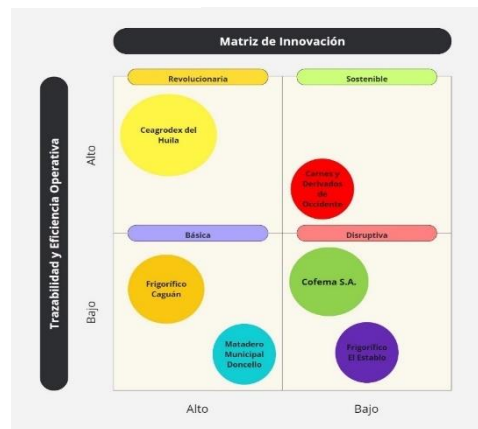 Matriz de Innovación
Revolucionaria
Sostenible
Trazabilidad y Eficiencia Operativa
Alto
Ceagrodex del
Huila
Carnes y
Derivados
de
Occidente
Básica
Disruptiva
Bajo
Frigorífico
Caguán
Cofema S.A.
Matadero
Municipal
Doncello
Frigorífico
El Establo
Alto
Bajo